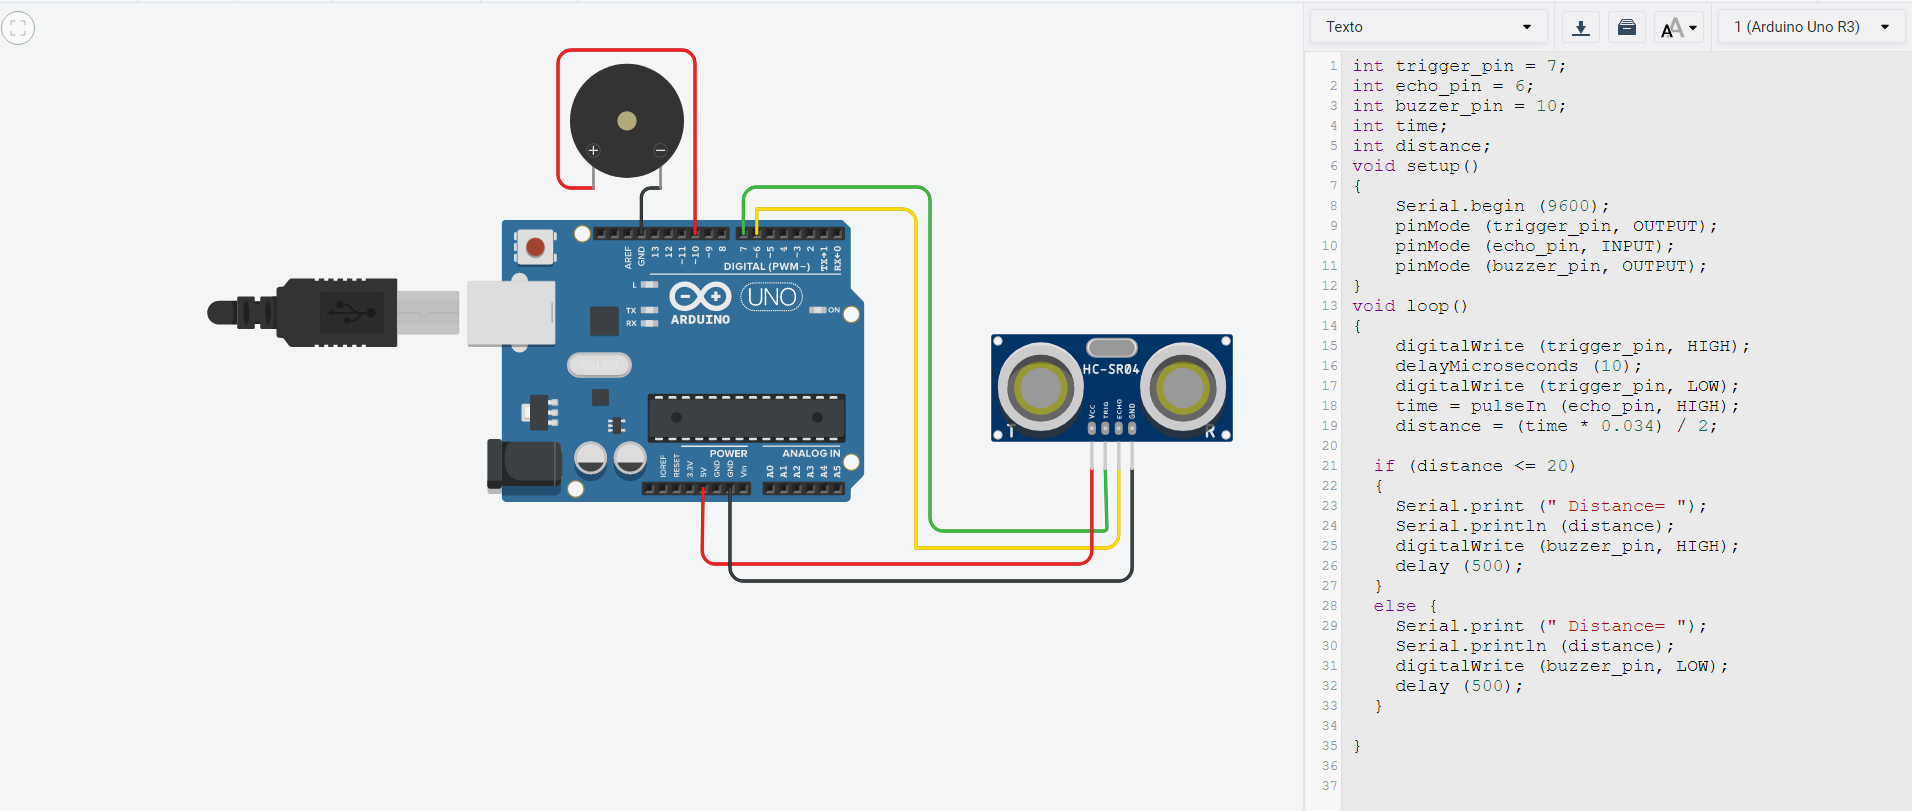 Texto
1 (Arduino Uno R3)
+ −
AREF
GND
13
12
~11
~10
~9
8
7
~6
~5
4
~3
2
TX→1
RX←0
DIGITAL (PWM~)
L
TX
RX
ARDUINO
UNO
ON
POWER
ANALOG IN
IOREF
RESET
3.3V
5V
GND
GND
Vin
A0
A1
A2
A3
A4
A5
HC-SR04
VCC
TRIG
ECHO
GND
T
R
1 int trigger_pin = 7;
2 int echo_pin = 6;
3 int buzzer_pin = 10;
4 int time;
5 int distance;
6 void setup()
7 {
8 Serial.begin (9600);
9 pinMode (trigger_pin, OUTPUT);
10 pinMode (echo_pin, INPUT);
11 pinMode (buzzer_pin, OUTPUT);
12 }
13 void loop()
14 {
15 digitalWrite (trigger_pin, HIGH);
16 delayMicroseconds (10);
17 digitalWrite (trigger_pin, LOW);
18 time = pulseIn (echo_pin, HIGH);
19 distance = (time * 0.034) / 2;
20
21 if (distance <= 20)
22 {
23 Serial.print (" Distance= ");
24 Serial.println (distance);
25 digitalWrite (buzzer_pin, HIGH);
26 delay (500);
27 }
28 else {
29 Serial.print (" Distance= ");
30 Serial.println (distance);
31 digitalWrite (buzzer_pin, LOW);
32 delay (500);
33 }
34
35 }
36
37